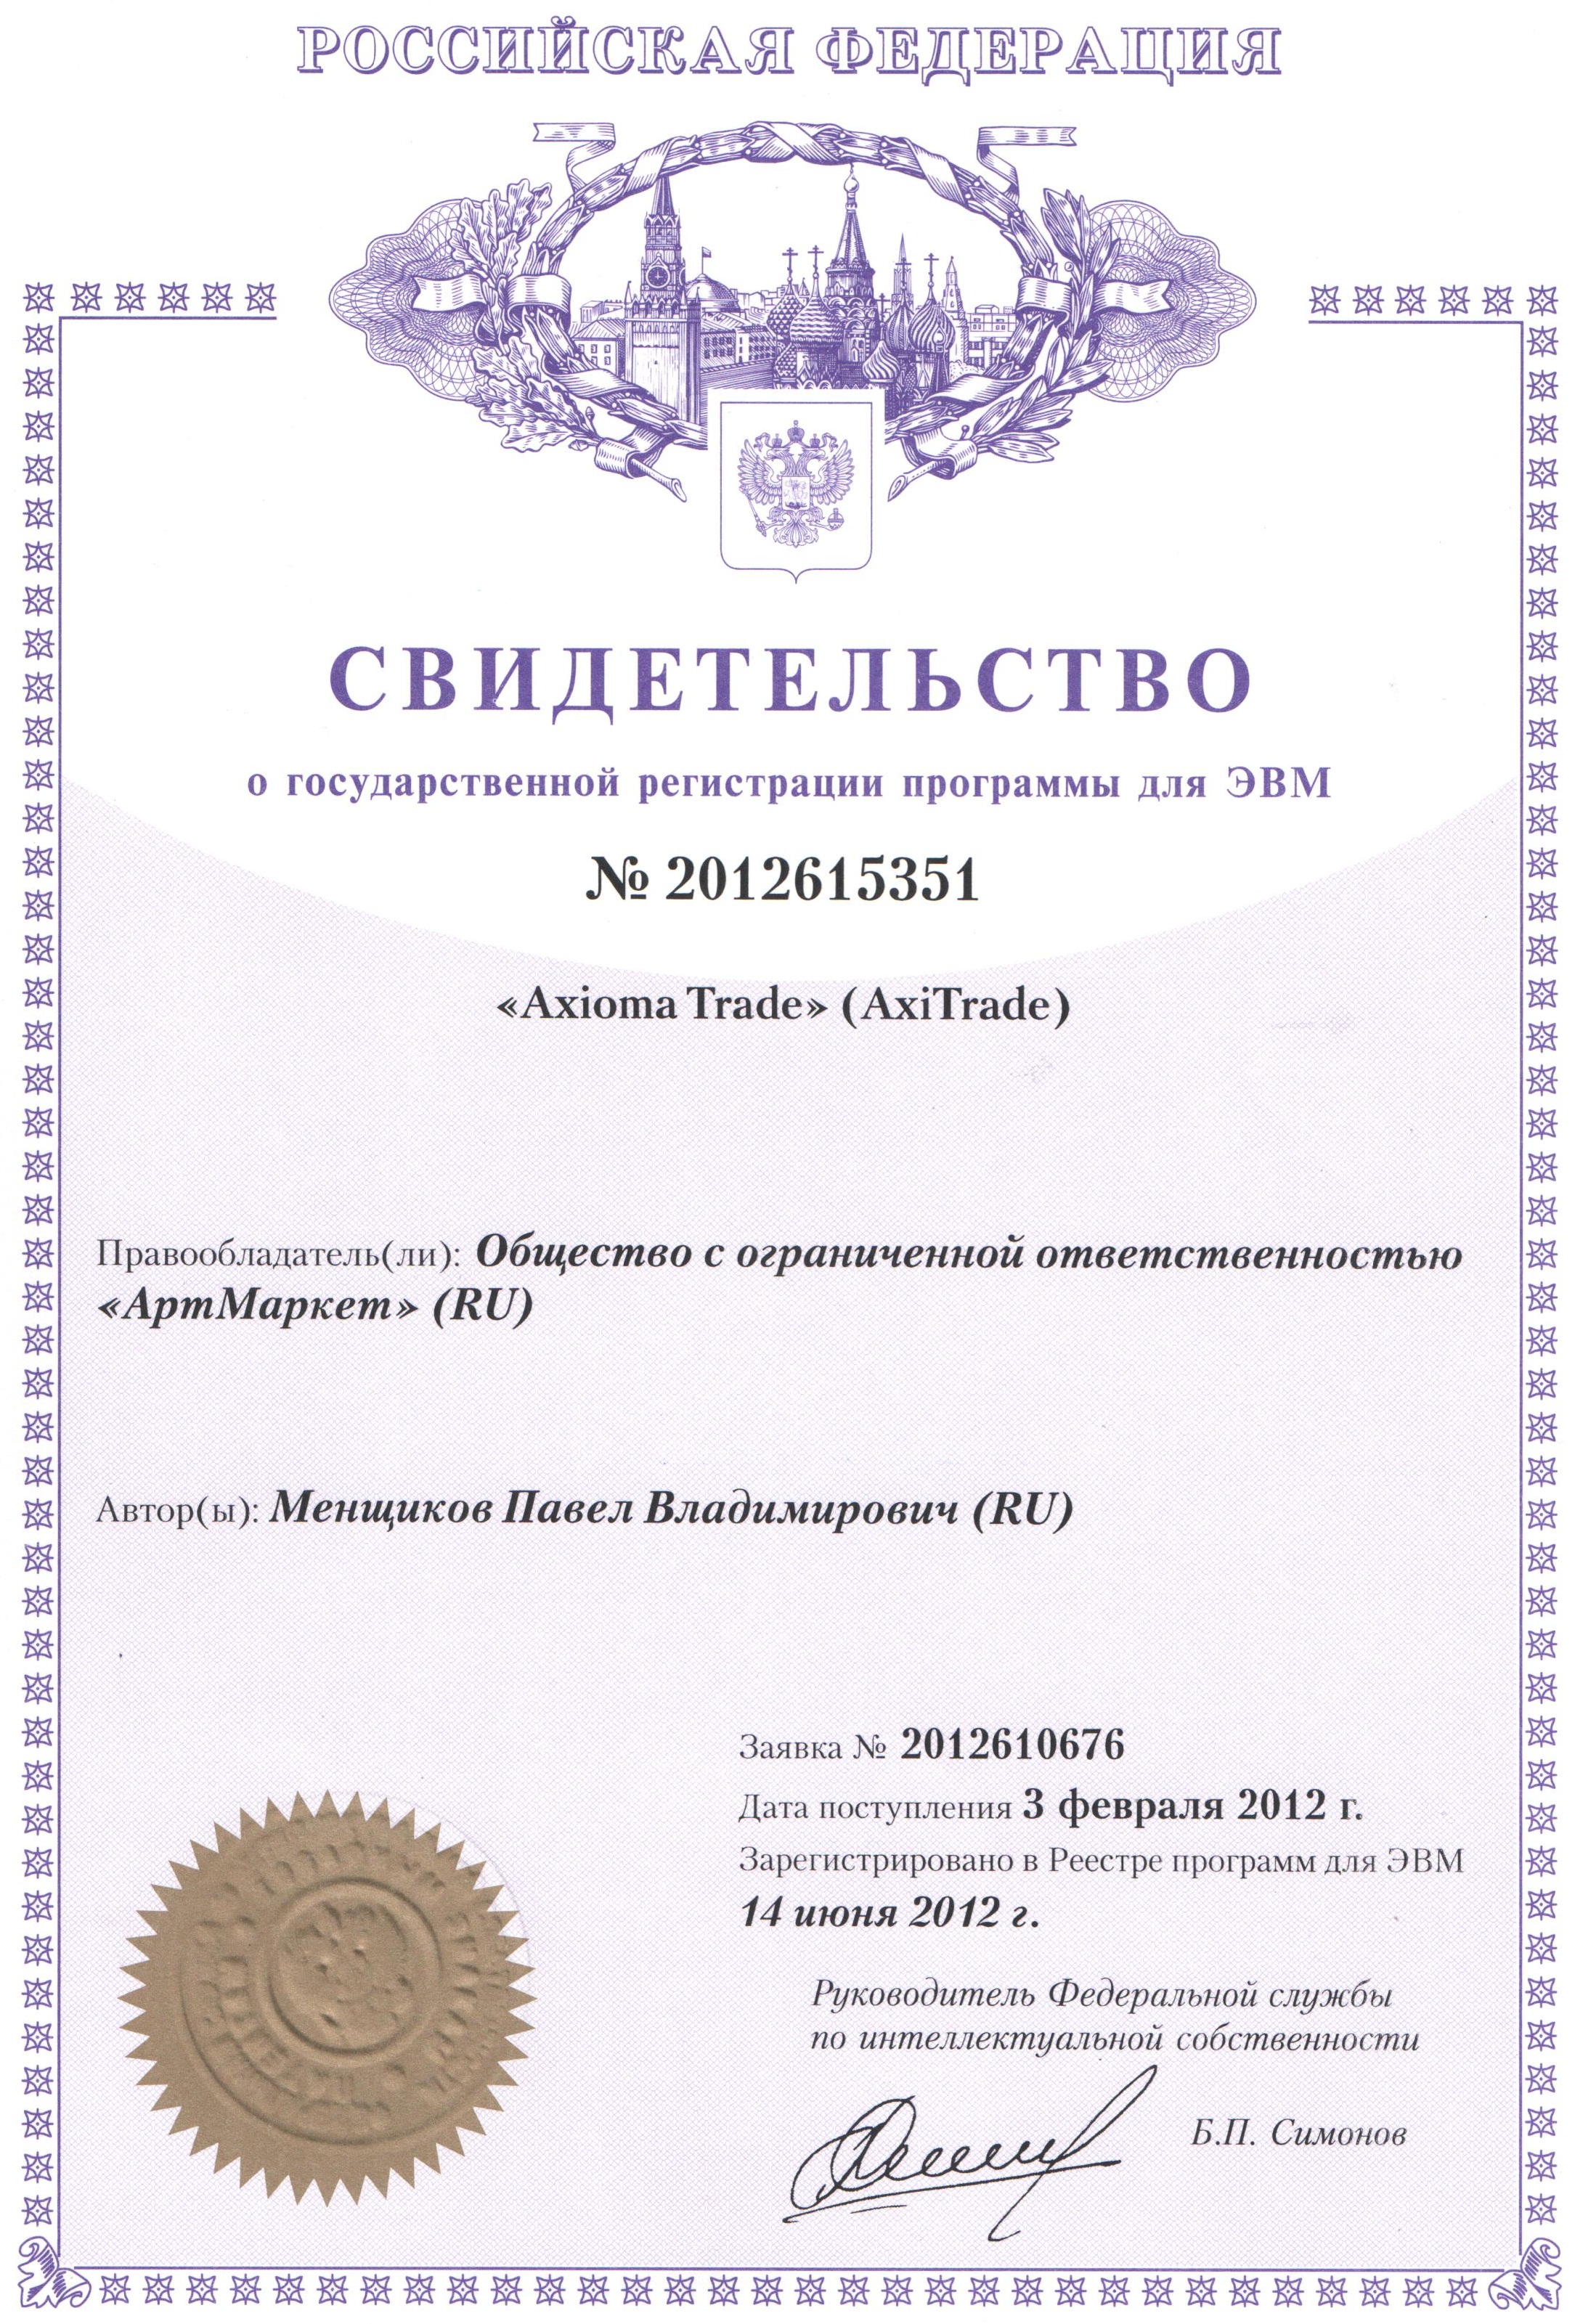 РОССИЙСКАЯ ФЕДЕРАЦИЯ
СВИДЕТЕЛЬСТВО
о государственной регистрации программы для ЭВМ
№ 2012615351
«Axioma Trade» (AxiTrade)
Правообладатель(ли): Общество с ограниченной ответственностью
«АртМаркет» (RU)
Автор(ы): Менщиков Павел Владимирович (RU)
Заявка № 2012610676
Дата поступления 3 февраля 2012 г.
Зарегистрировано в Реестре программ для ЭВМ
14 июня 2012 г.
Руководитель Федеральной службы
по интеллектуальной собственности
Б.П. Симонов